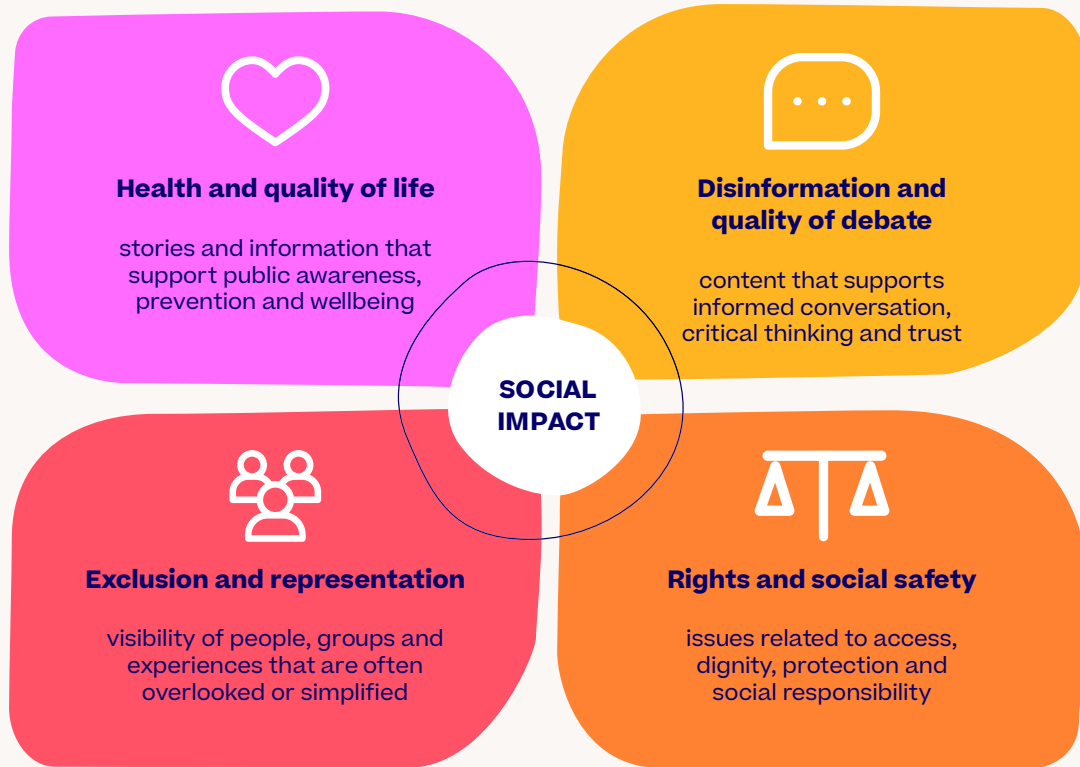 Health and quality of life
stories and information that
support public awareness,
prevention and wellbeing
Disinformation and
quality of debate
content that supports
informed conversation,
critical thinking and trust
SOCIAL
IMPACT
Exclusion and representation
visibility of people, groups and
experiences that are often
overlooked or simplified
Rights and social safety
issues related to access,
dignity, protection and
social responsibility